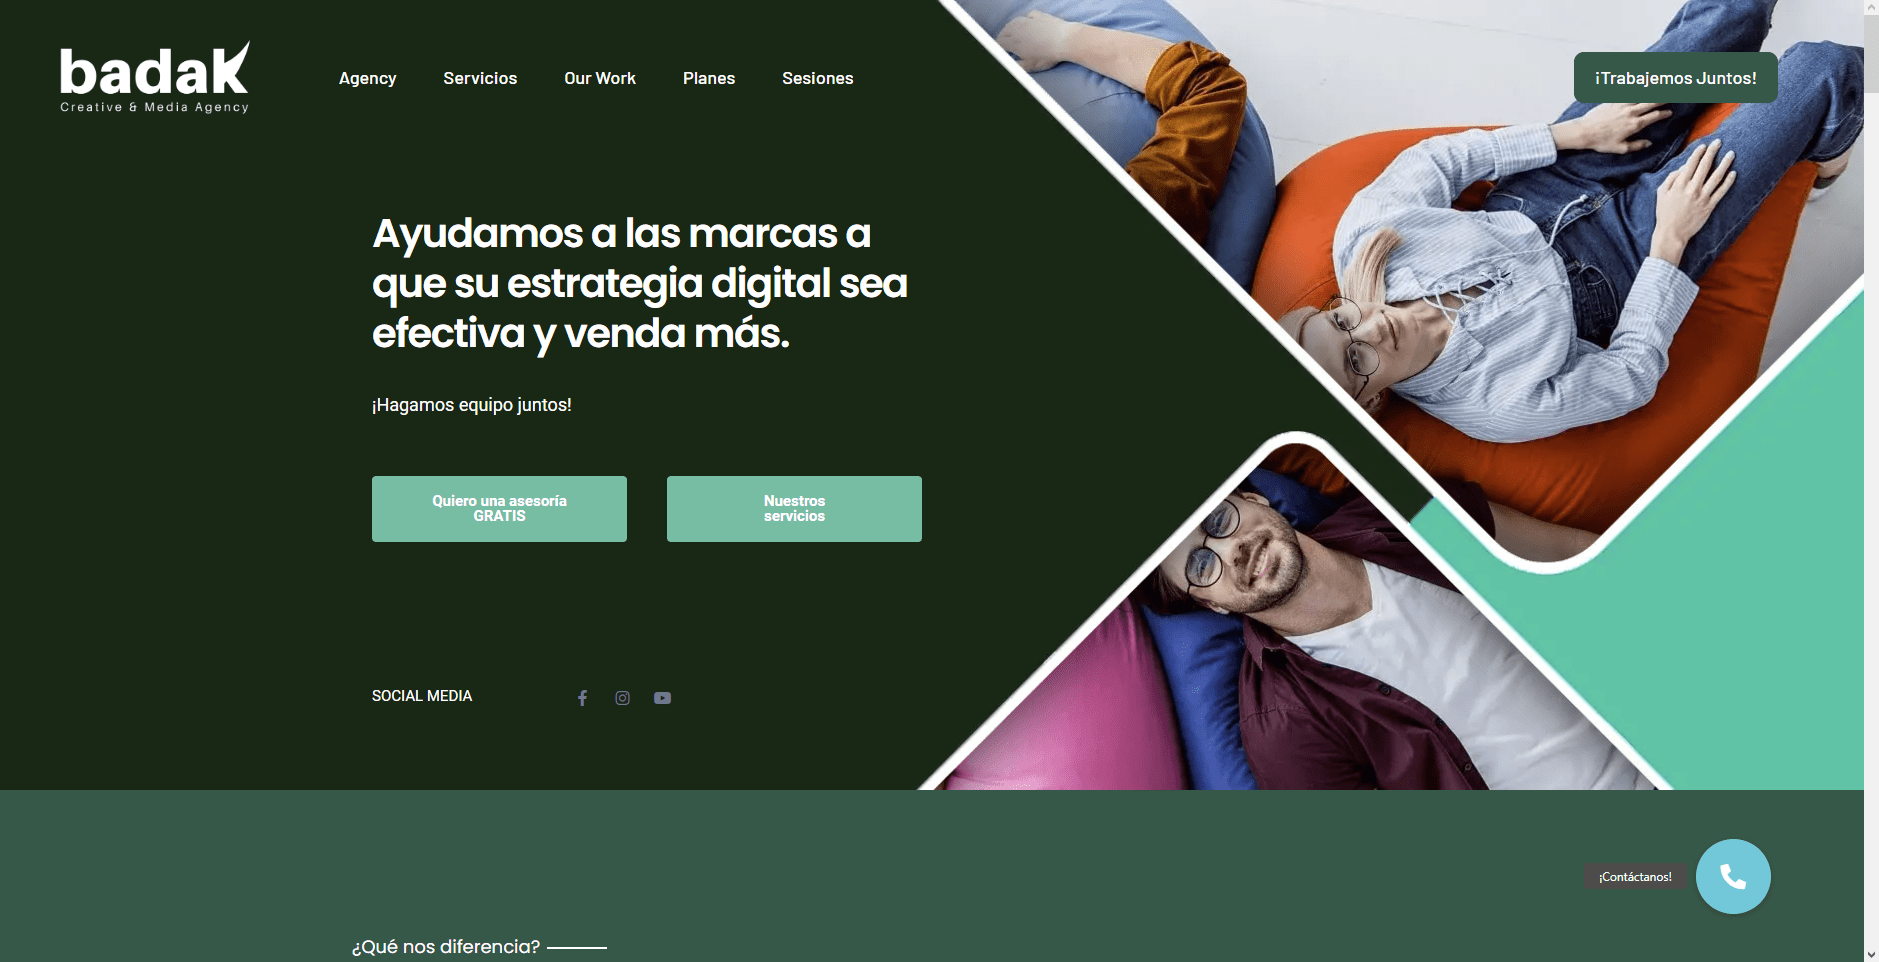 badak
Creative & Media Agency
Agency
Servicios
Our Work
Planes
Sesiones
¡Trabajemos Juntos!
Ayudamos a las marcas a
que su estrategia digital sea
efectiva y venda más.
¡Hagamos equipo juntos!
Quiero una asesoría
GRATIS
Nuestros
servicios
SOCIAL MEDIA
¡Contáctanos!
¿Qué nos diferencia?